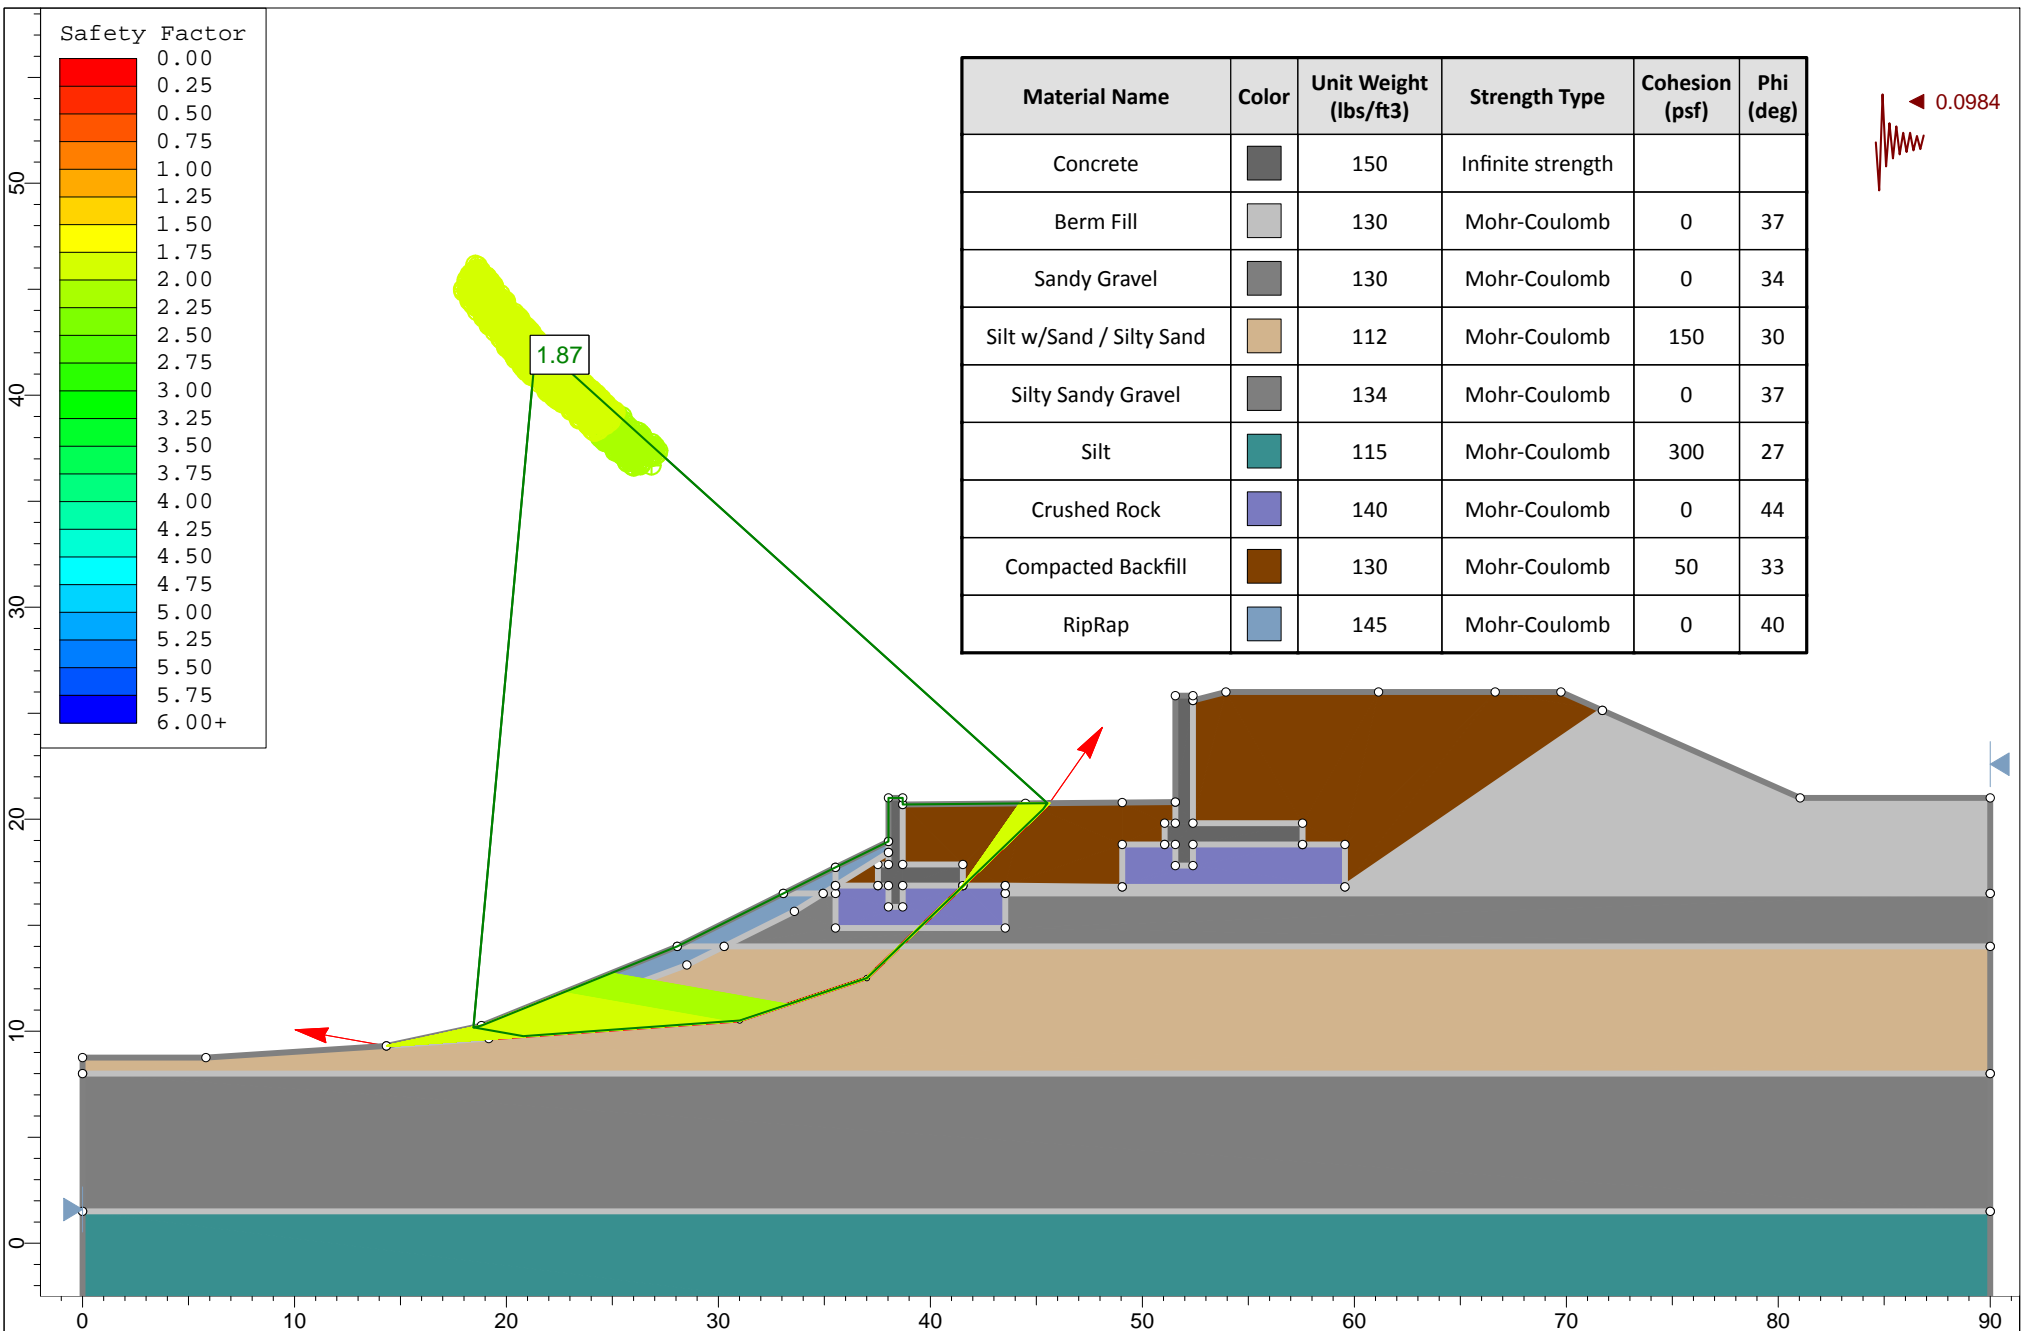 Safety Factor
0.00
0.25
0.50
0.75
1.00
1.25
1.50
1.75
2.00
2.25
2.50
2.75
3.00
3.25
3.50
3.75
4.00
4.25
4.50
4.75
5.00
5.25
5.50
5.75
6.00+
Material Name Color Unit Weight (lbs/ft3) Strength Type Cohesion (psf) Phi (deg)
Concrete 150 Infinite strength
Berm Fill 130 Mohr-Coulomb 0 37
Sandy Gravel 130 Mohr-Coulomb 0 34
Silt w/Sand / Silty Sand 112 Mohr-Coulomb 150 30
Silty Sandy Gravel 134 Mohr-Coulomb 0 37
Silt 115 Mohr-Coulomb 300 27
Crushed Rock 140 Mohr-Coulomb 0 44
Compacted Backfill 130 Mohr-Coulomb 50 33
RipRap 145 Mohr-Coulomb 0 40
0.0984
1.87
50
40
30
20
10
0
0 10 20 30 40 50 60 70 80 90